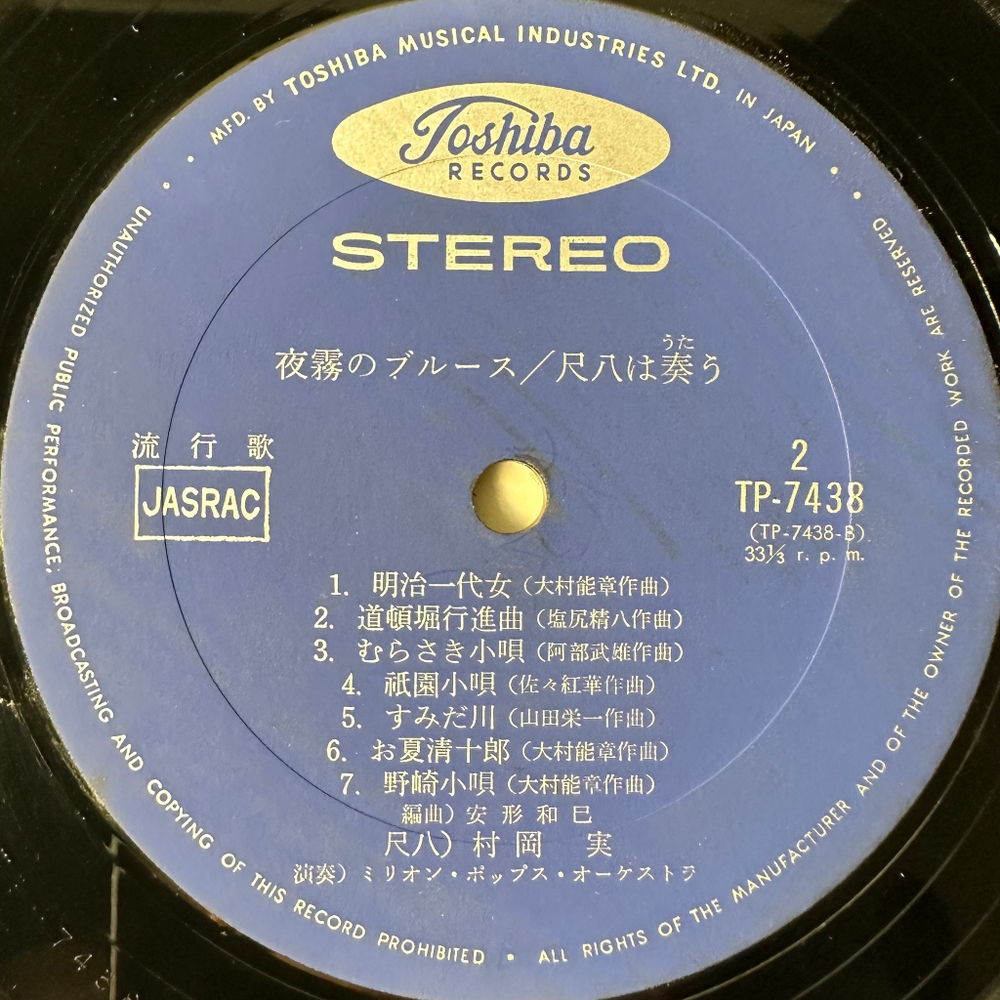 MFD. BY TOSHIBA MUSICAL INDUSTRIES LTD. IN JAPAN
Toshiba
RECORDS
STEREO
うた
夜霧のブルース／尺八は奏う
流行歌
JASRAC
2
TP-7438
(TP-7438-B)
33⅓ r. p. m.
1. 明治一代女（大村能章作曲）
2. 道頓堀行進曲（塩尻精八作曲）
3. むらさき小唄（阿部武雄作曲）
4. 祇園小唄（佐々紅華作曲）
5. すみだ川（山田栄一作曲）
6. お夏清十郎（大村能章作曲）
7. 野崎小唄（大村能章作曲）
編曲）安形和巳
尺八）村岡 実
演奏）ミリオン・ポップス・オーケストラ
UNAUTHORIZED PUBLIC PERFORMANCE, BROADCASTING AND COPYING OF THIS RECORD PROHIBITED • ALL RIGHTS OF THE MANUFACTURER AND OF THE OWNER OF THE RECORDED WORK ARE RESERVED